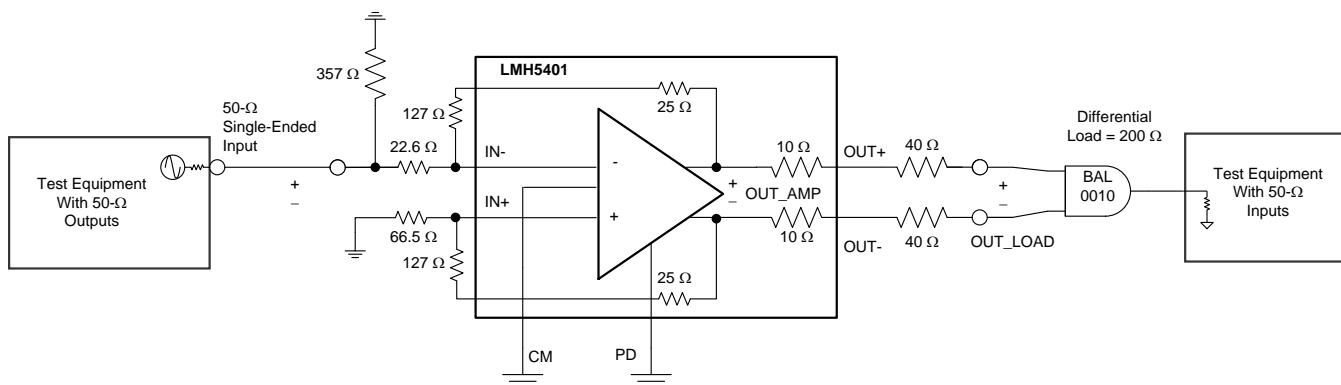 LMH5401
357 Ω
25 Ω
50-Ω
Single-Ended
Input
127 Ω
Differential
Load = 200 Ω
22.6 Ω
IN-
-
10 Ω
OUT+
40 Ω
Test Equipment
With 50-Ω
Outputs
+
–
IN+
+
+
–
OUT_AMP
+
–
BAL
0010
Test Equipment
With 50-Ω
Inputs
66.5 Ω
10 Ω
OUT-
40 Ω
OUT_LOAD
127 Ω
25 Ω
CM
PD